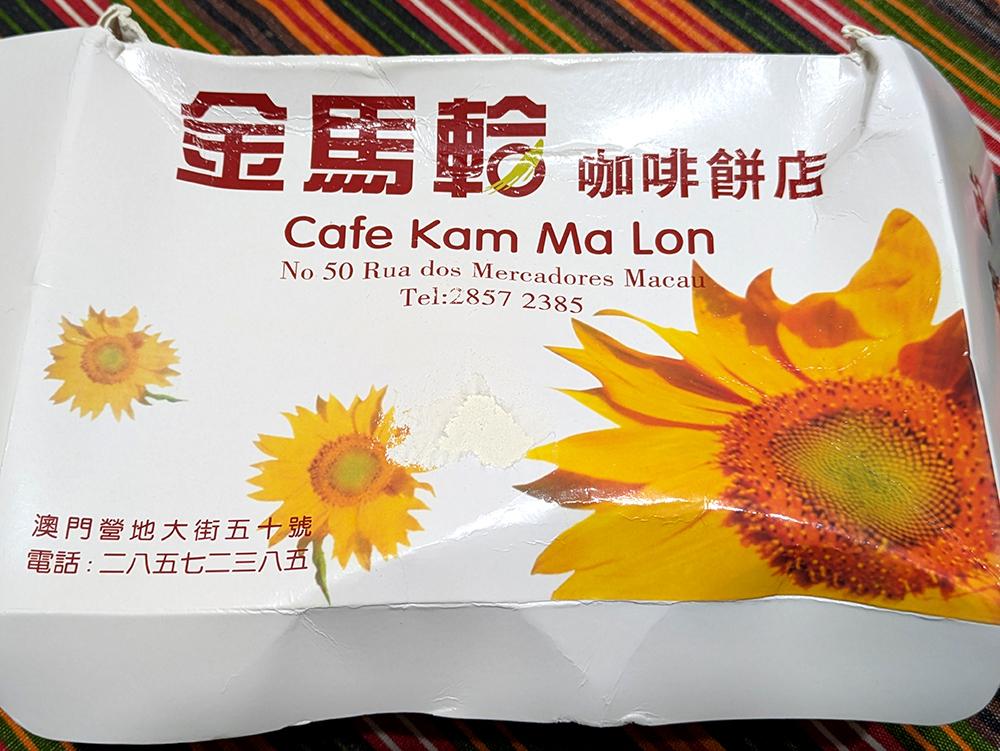 金馬輪 咖啡餅店
Cafe Kam Ma Lon
No 50 Rua dos Mercadores Macau
Tel:2857 2385
澳門營地大街五十號
電話:二八五七二三八五